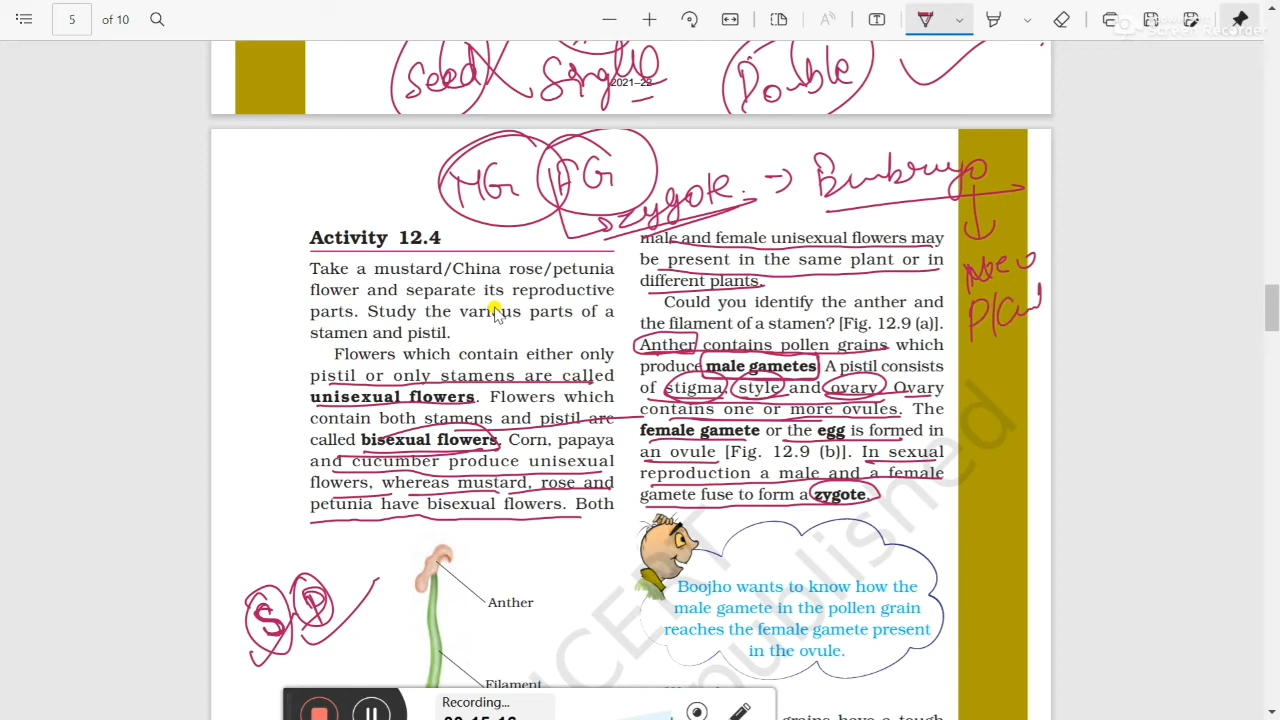 5 of 10
Screen Recorder
Seed Single Double
2021–22
MG FG zygote. → Embryo
New
Plant
Activity 12.4
Take a mustard/China rose/petunia
flower and separate its reproductive
parts. Study the various parts of a
stamen and pistil.
Flowers which contain either only
pistil or only stamens are called
unisexual flowers. Flowers which
contain both stamens and pistil are
called bisexual flowers. Corn, papaya
and cucumber produce unisexual
flowers, whereas mustard, rose and
petunia have bisexual flowers. Both
male and female unisexual flowers may
be present in the same plant or in
different plants.
Could you identify the anther and
the filament of a stamen? [Fig. 12.9 (a)].
Anther contains pollen grains which
produce male gametes. A pistil consists
of stigma, style and ovary. Ovary
contains one or more ovules. The
female gamete or the egg is formed in
an ovule [Fig. 12.9 (b)]. In sexual
reproduction a male and a female
gamete fuse to form a zygote.
S P
Anther
Filament
Boojho wants to know how the
male gamete in the pollen grain
reaches the female gamete present
in the ovule.
NCERT
published
Recording...
grains have a tough